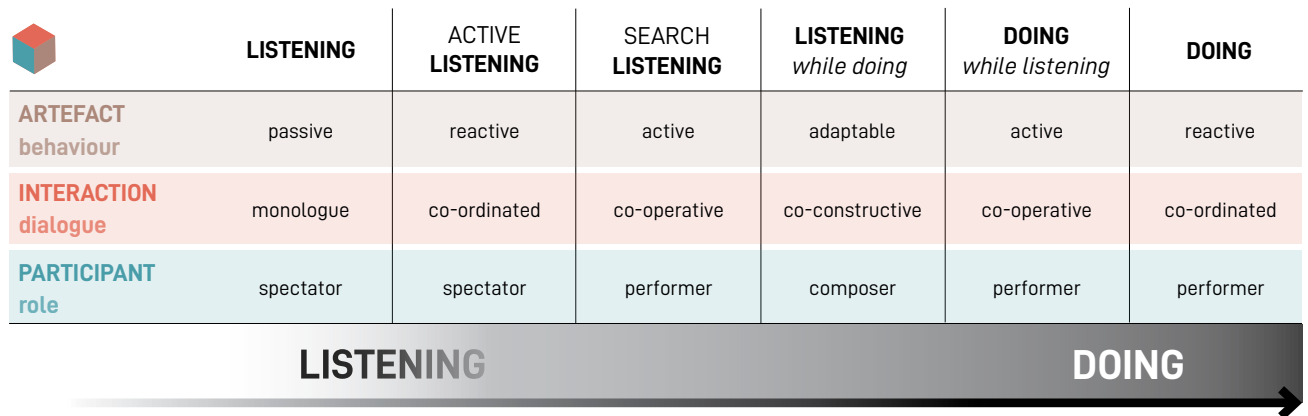 LISTENING
ACTIVE
LISTENING
SEARCH
LISTENING
LISTENING
while doing
DOING
while listening
DOING
ARTEFACT
behaviour
passive
reactive
active
adaptable
active
reactive
INTERACTION
dialogue
monologue
co-ordinated
co-operative
co-constructive
co-operative
co-ordinated
PARTICIPANT
role
spectator
spectator
performer
composer
performer
performer
LISTENING
DOING